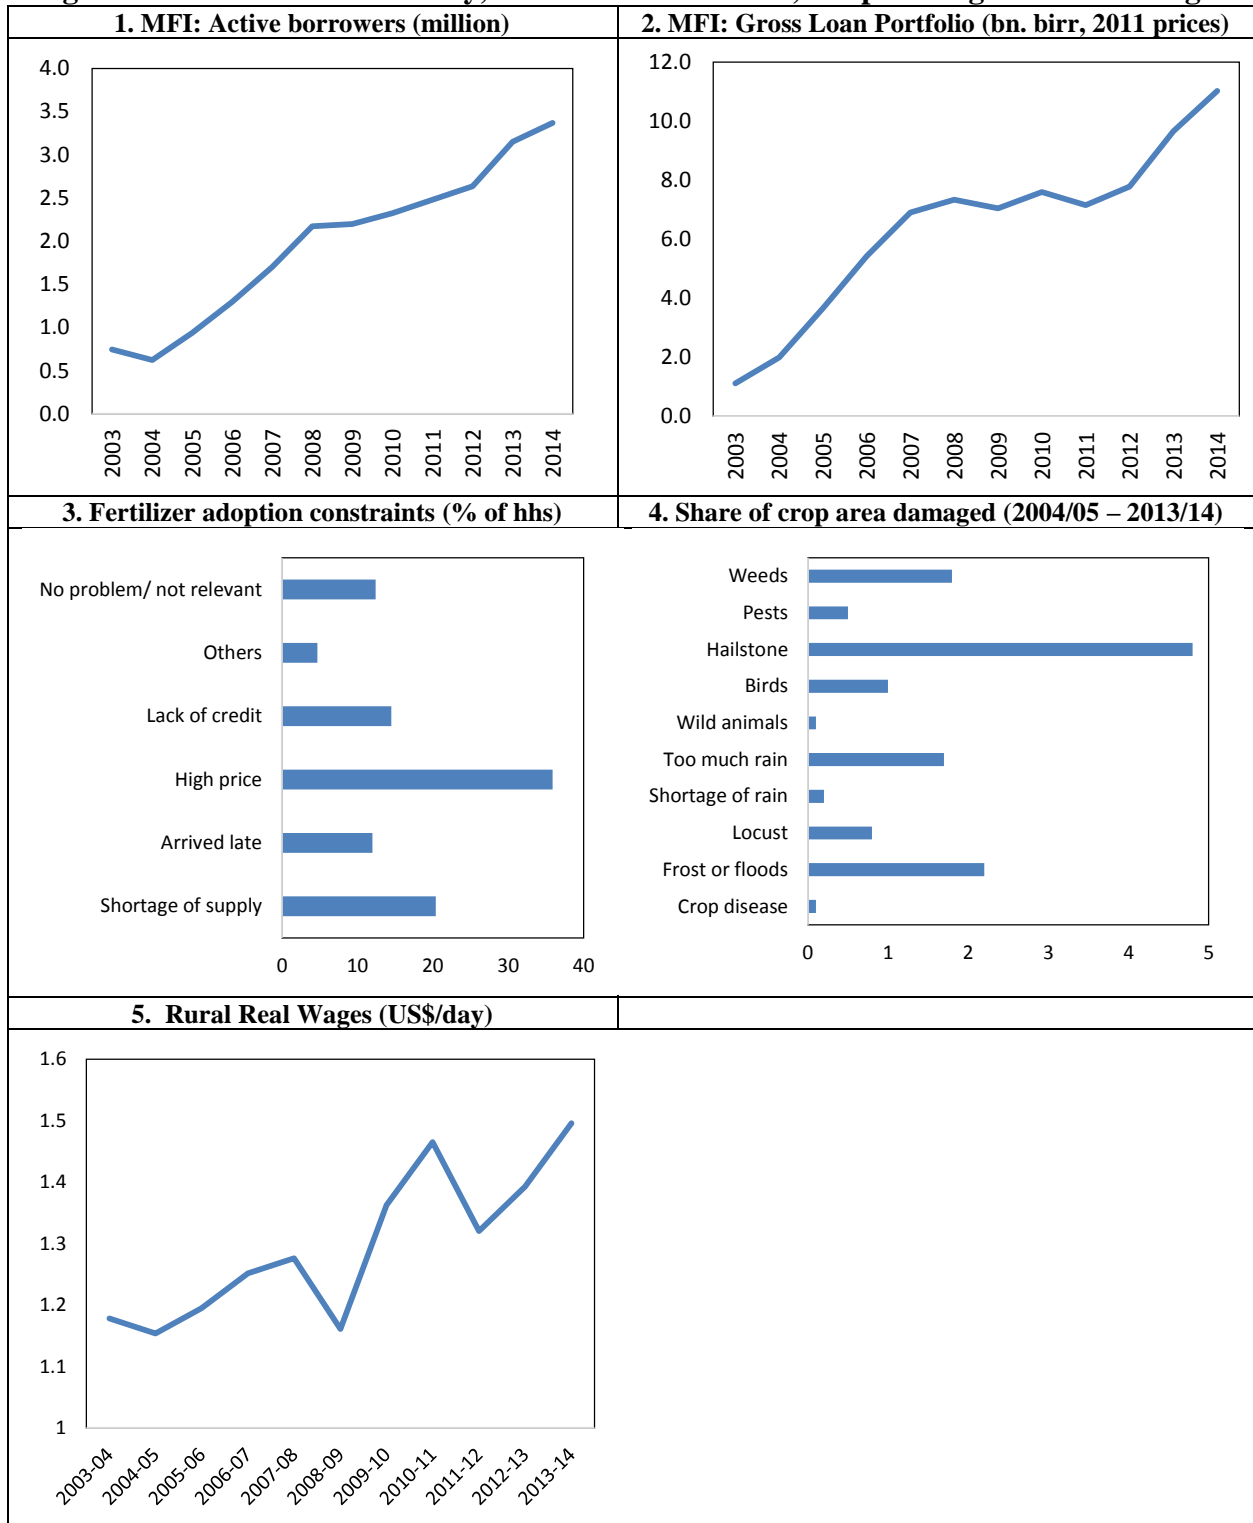 1. MFI: Active borrowers (million)
4.0
3.5
3.0
2.5
2.0
1.5
1.0
0.5
0.0
2003
2004
2005
2006
2007
2008
2009
2010
2011
2012
2013
2014
2. MFI: Gross Loan Portfolio (bn. birr, 2011 prices)
12.0
10.0
8.0
6.0
4.0
2.0
0.0
2003
2004
2005
2006
2007
2008
2009
2010
2011
2012
2013
2014
3. Fertilizer adoption constraints (% of hhs)
No problem/ not relevant
Others
Lack of credit
High price
Arrived late
Shortage of supply
0 10 20 30 40
4. Share of crop area damaged (2004/05 – 2013/14)
Weeds
Pests
Hailstone
Birds
Wild animals
Too much rain
Shortage of rain
Locust
Frost or floods
Crop disease
0 1 2 3 4 5
5. Rural Real Wages (US$/day)
1.6
1.5
1.4
1.3
1.2
1.1
1
2003-04
2004-05
2005-06
2006-07
2007-08
2008-09
2009-10
2010-11
2011-12
2012-13
2013-14